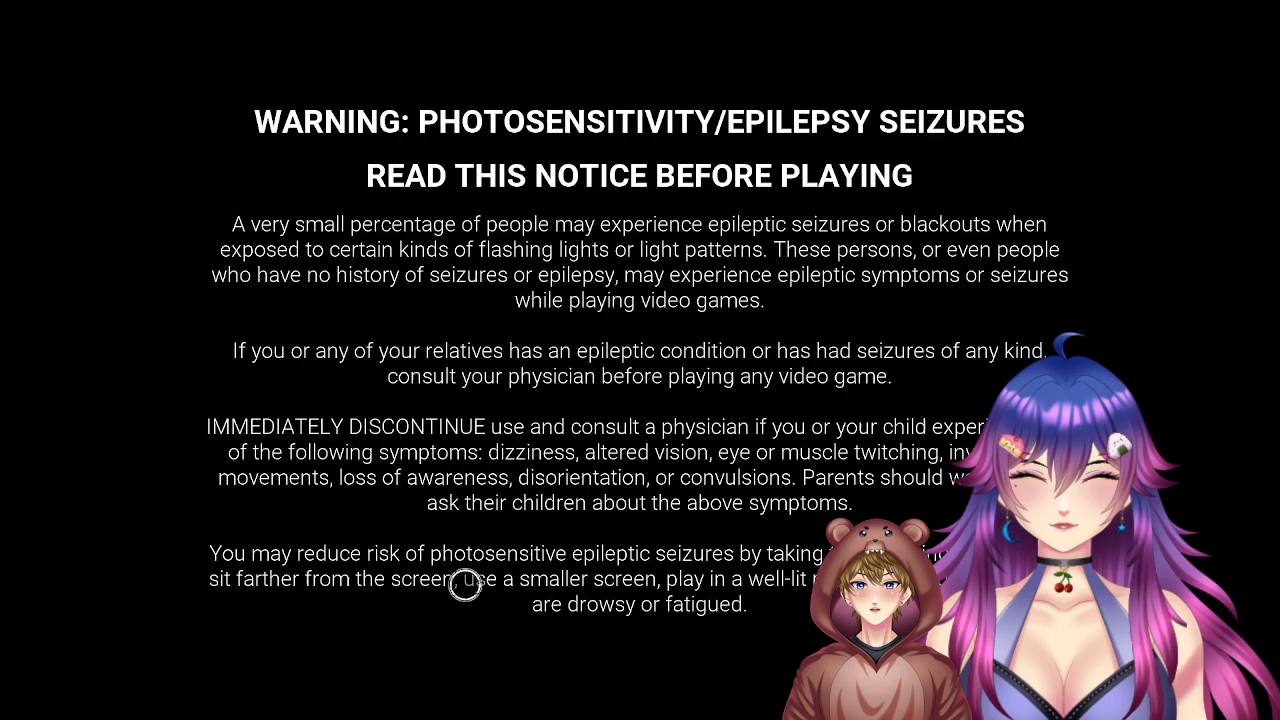 WARNING: PHOTOSENSITIVITY/EPILEPSY SEIZURES
READ THIS NOTICE BEFORE PLAYING
A very small percentage of people may experience epileptic seizures or blackouts when
exposed to certain kinds of flashing lights or light patterns. These persons, or even people
who have no history of seizures or epilepsy, may experience epileptic symptoms or seizures
while playing video games.
If you or any of your relatives has an epileptic condition or has had seizures of any kind,
consult your physician before playing any video game.
IMMEDIATELY DISCONTINUE use and consult a physician if you or your child
of the following symptoms: dizziness, altered vision, eye or muscle twitching,
movements, loss of awareness, disorientation, or convulsions. Parents should
ask their children about the above symptoms.
You may reduce risk of photosensitive epileptic seizures by taking
sit farther from the screen, use a smaller screen, play in a well-lit
are drowsy or fatigued.